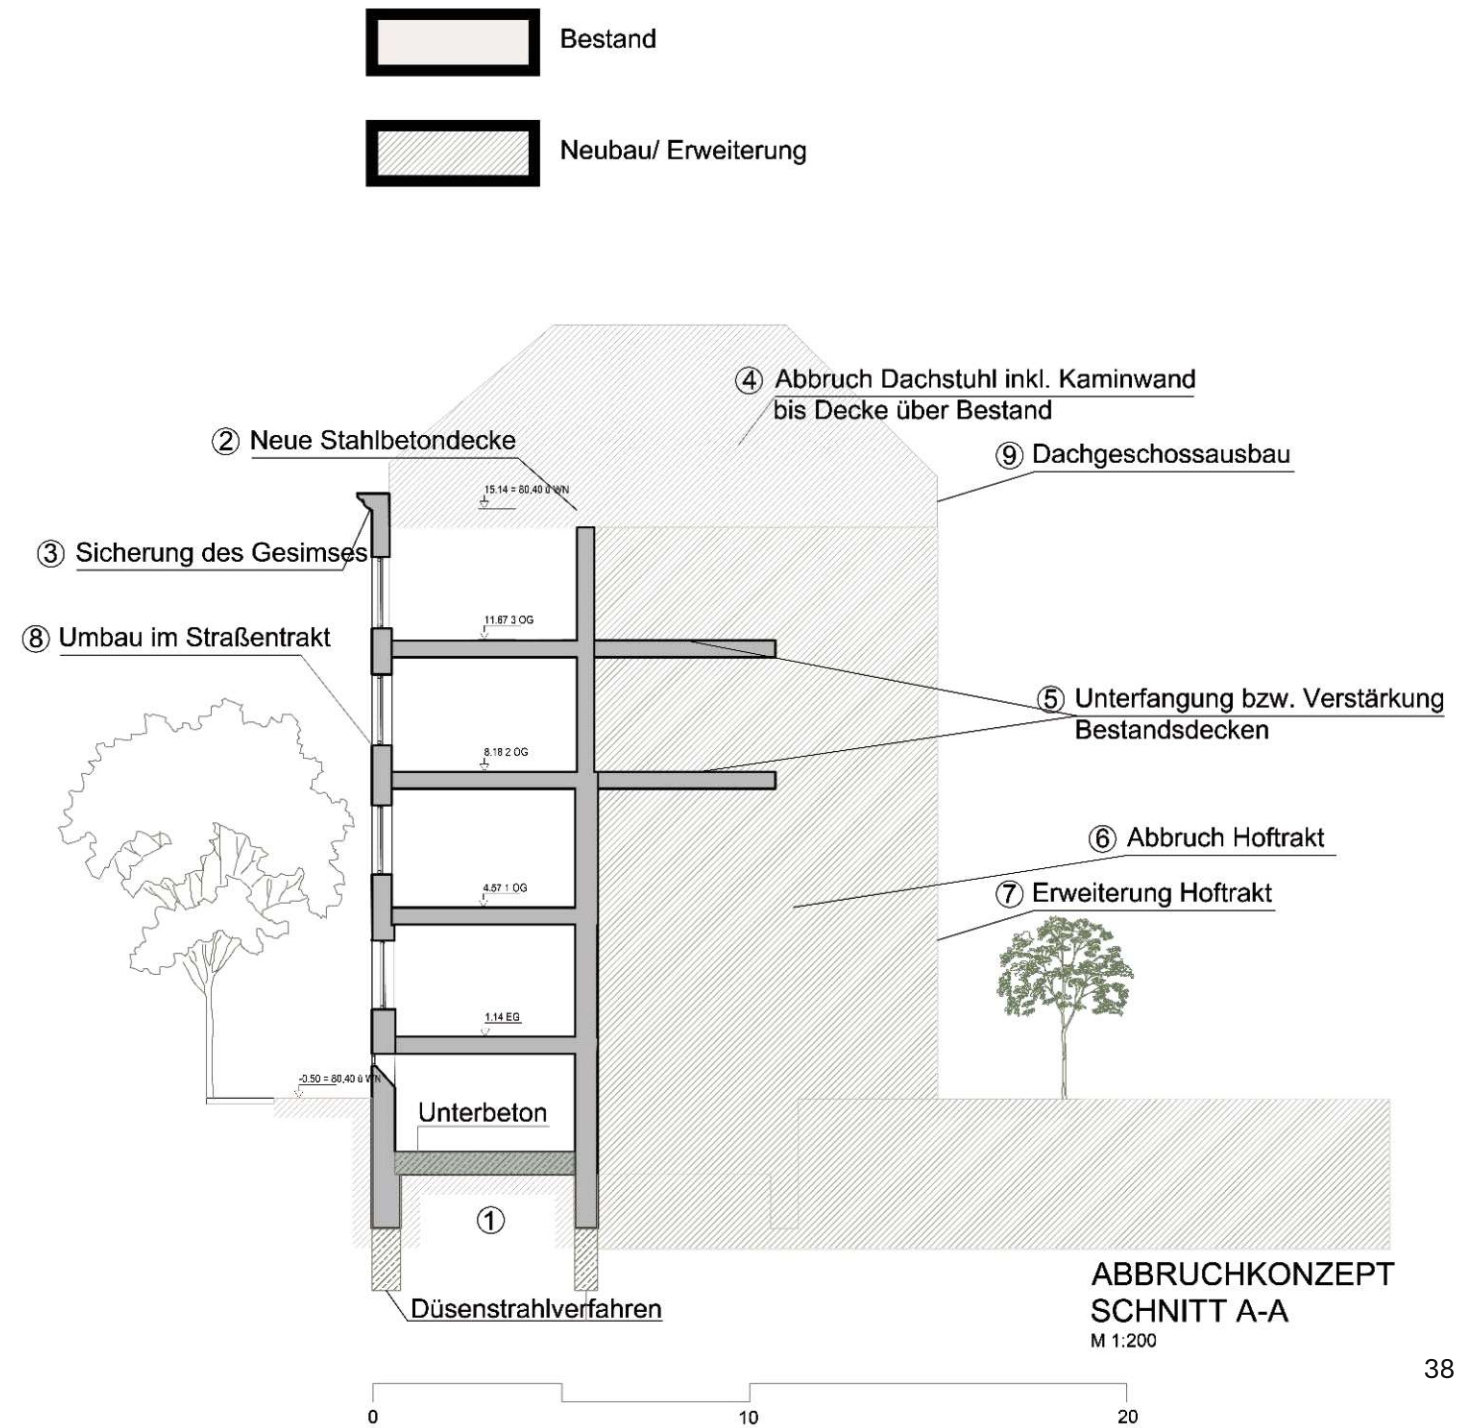 Bestand
Neubau/ Erweiterung
④ Abbruch Dachstuhl inkl. Kaminwand
bis Decke über Bestand
② Neue Stahlbetondecke
⑨ Dachgeschossausbau
15.14 = 60,40 ü WN
③ Sicherung des Gesimses
11.67 3 OG
⑧ Umbau im Straßentrakt
⑤ Unterfangung bzw. Verstärkung
Bestandsdecken
8.18 2 OG
⑥ Abbruch Hoftrakt
4.57 1 OG
⑦ Erweiterung Hoftrakt
1.14 EG
-0.50 = 60,40 ü WN
Unterbeton
①
Düsenstrahlverfahren
ABBRUCHKONZEPT
SCHNITT A-A
M 1:200
38
0 10 20